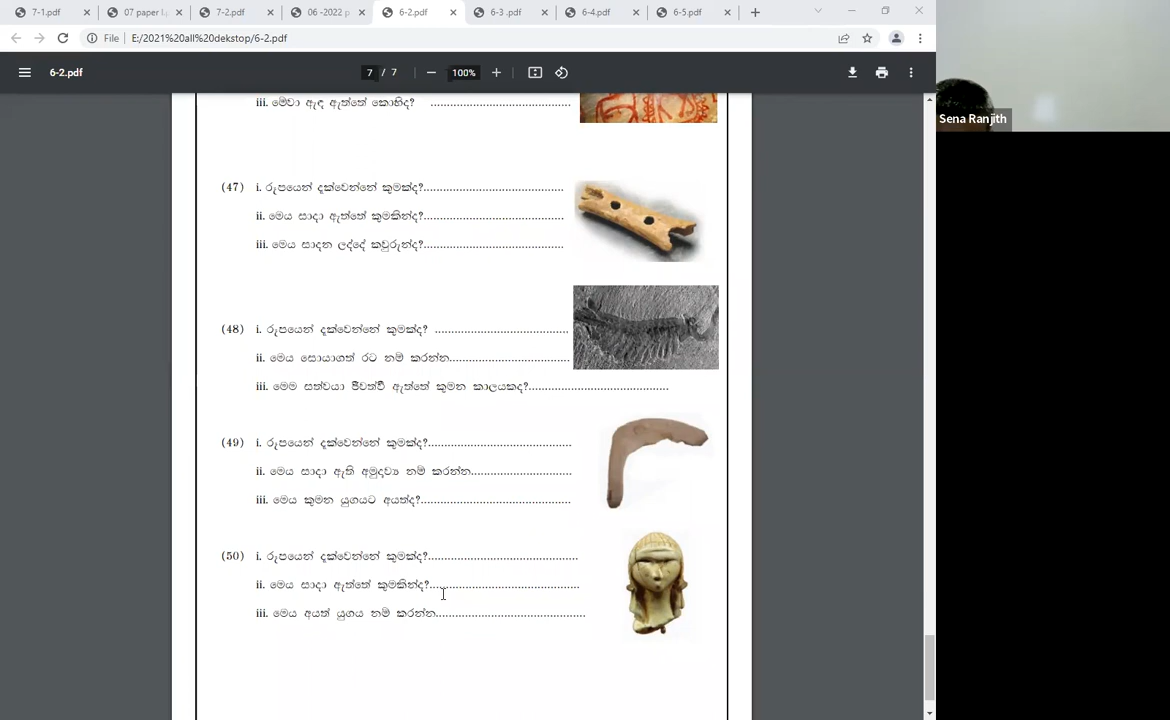 7-1.pdf
07 paper l
7-2.pdf
06 -2022 p
6-2.pdf
6-3 .pdf
6-4.pdf
6-5.pdf
File E:/2021%20all%20dekstop/6-2.pdf
6-2.pdf 7 / 7 100%
Sena Ranjith
iii. මේවා ඇඳ ඇත්තේ කොහිද? ..................................
(47) i. රූපයෙන් දැක්වෙන්නේ කුමක්ද?..................................
ii. මෙය සාදා ඇත්තේ කුමකින්ද?..................................
iii. මෙය සාදන ලද්දේ කවුරුන්ද?..................................
(48) i. රූපයෙන් දැක්වෙන්නේ කුමක්ද? ..................................
ii. මෙය සොයාගත් රට නම් කරන්න..............................
iii. මෙම සත්වයා ජීවත්වී ඇත්තේ කුමන කාලයකද?..................................
(49) i. රූපයෙන් දැක්වෙන්නේ කුමක්ද?..................................
ii. මෙය සාදා ඇති අමුද්‍රව්‍ය නම් කරන්න.........................
iii. මෙය කුමන යුගයට අයත්ද?..................................
(50) i. රූපයෙන් දැක්වෙන්නේ කුමක්ද?..................................
ii. මෙය සාදා ඇත්තේ කුමකින්ද?..................................
iii. මෙය අයත් යුගය නම් කරන්න..................................